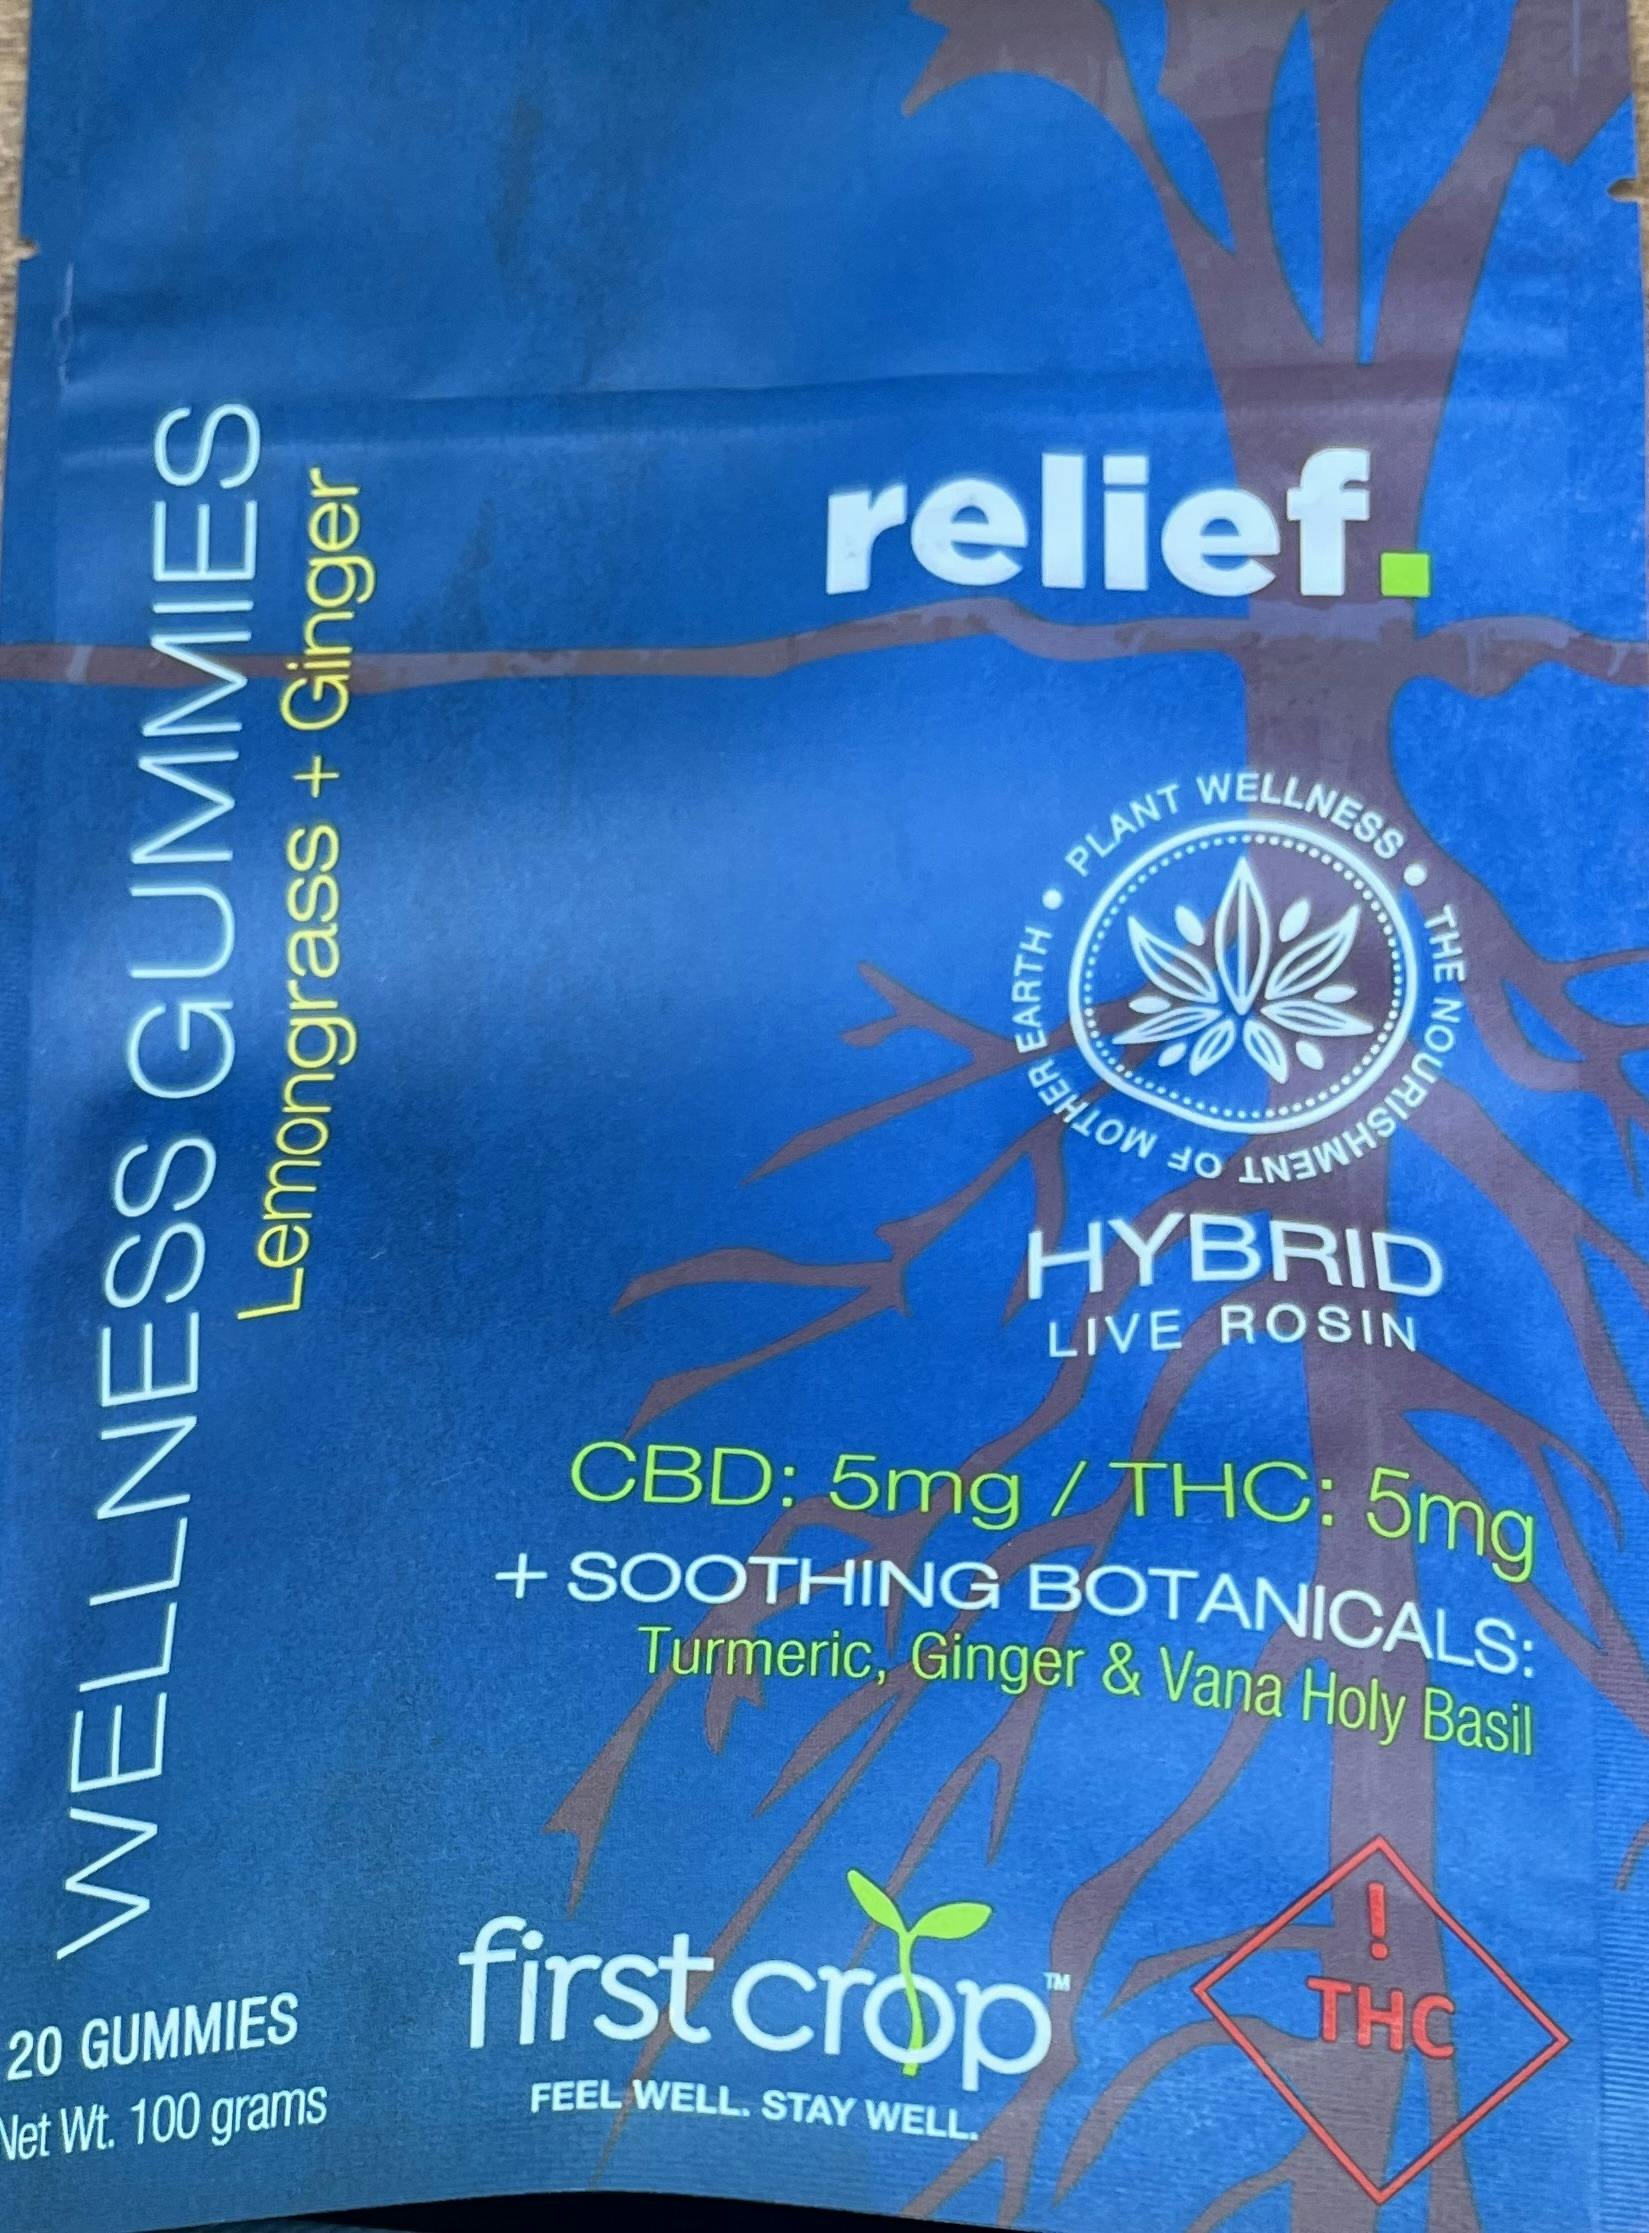 WELLNESS GUMMIES
Lemongrass + Ginger
relief.
PLANT WELLNESS • THE NOURISHMENT OF MOTHER EARTH •
HYBRID
LIVE ROSIN
CBD: 5mg / THC: 5mg
+ SOOTHING BOTANICALS:
Turmeric, Ginger & Vana Holy Basil
first crop™
FEEL WELL. STAY WELL.
!
THC
20 GUMMIES
Net Wt. 100 grams